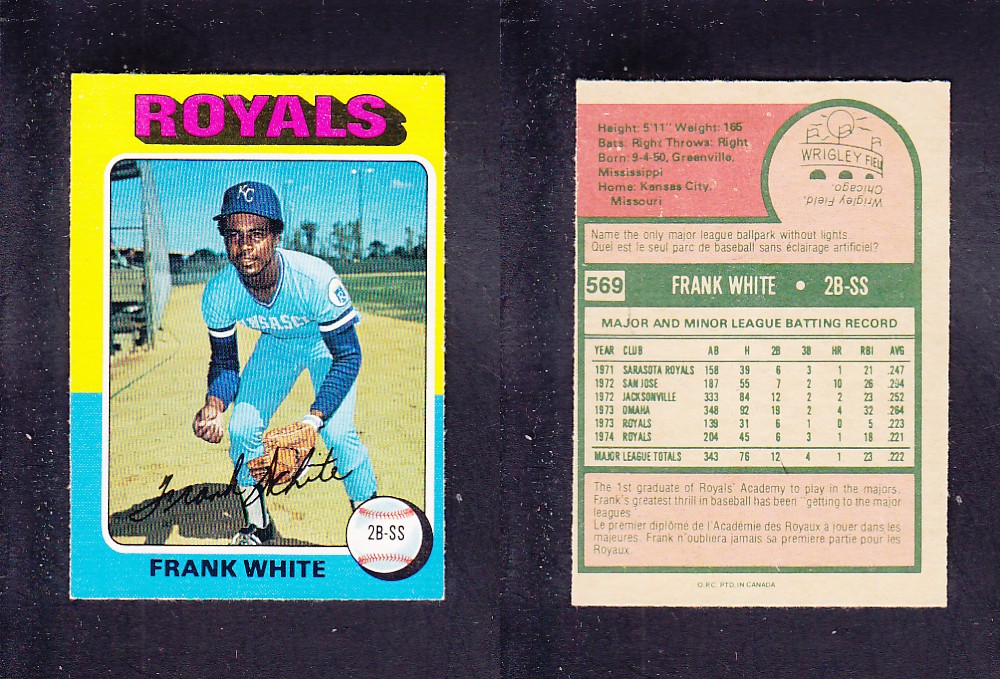 ROYALS
KC
KANSAS C
Frank White
2B-SS
FRANK WHITE
Height: 5'11" Weight: 165
Bats: Right Throws: Right
Born: 9-4-50, Greenville,
Mississippi
Home: Kansas City,
Missouri
WRIGLEY FIELD
Wrigley Field,
Chicago.
Name the only major league ballpark without lights
Quel est le seul parc de baseball sans éclairage artificiel?
569 FRANK WHITE • 2B-SS
MAJOR AND MINOR LEAGUE BATTING RECORD
YEAR CLUB AB H 2B 3B HR RBI AVG
1971 SARASOTA ROYALS 158 39 6 3 1 21 .247
1972 SAN JOSE 187 55 7 2 10 26 .294
1972 JACKSONVILLE 333 84 12 2 2 23 .252
1973 OMAHA 348 92 19 2 4 32 .264
1973 ROYALS 139 31 6 1 0 5 .223
1974 ROYALS 204 45 6 3 1 18 .221
MAJOR LEAGUE TOTALS 343 76 12 4 1 23 .222
The 1st graduate of Royals' Academy to play in the majors.
Frank's greatest thrill in baseball has been "getting to the major
leagues
Le premier diplômé de l'Académie des Royaux à jouer dans les
majeures. Frank n'oubliera jamais sa premiere partie pour les
Royaux.
O.P.C. PTD. IN CANADA